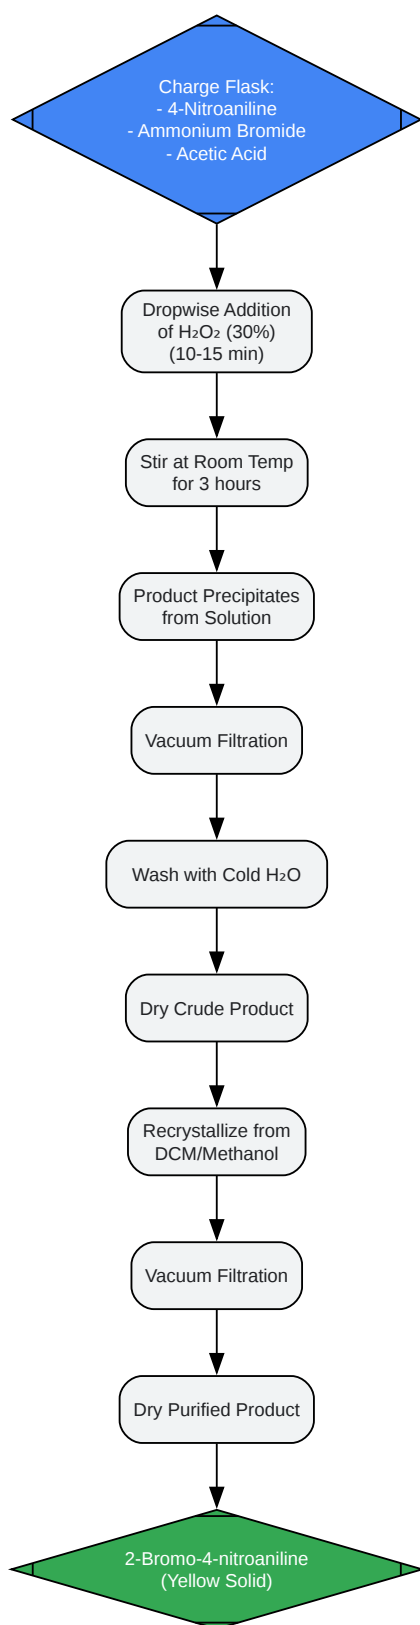 Charge Flask:
- 4-Nitroaniline
- Ammonium Bromide
- Acetic Acid
Dropwise Addition
of H₂O₂ (30%)
(10-15 min)
Stir at Room Temp
for 3 hours
Product Precipitates
from Solution
Vacuum Filtration
Wash with Cold H₂O
Dry Crude Product
Recrystallize from
DCM/Methanol
Vacuum Filtration
Dry Purified Product
2-Bromo-4-nitroaniline
(Yellow Solid)